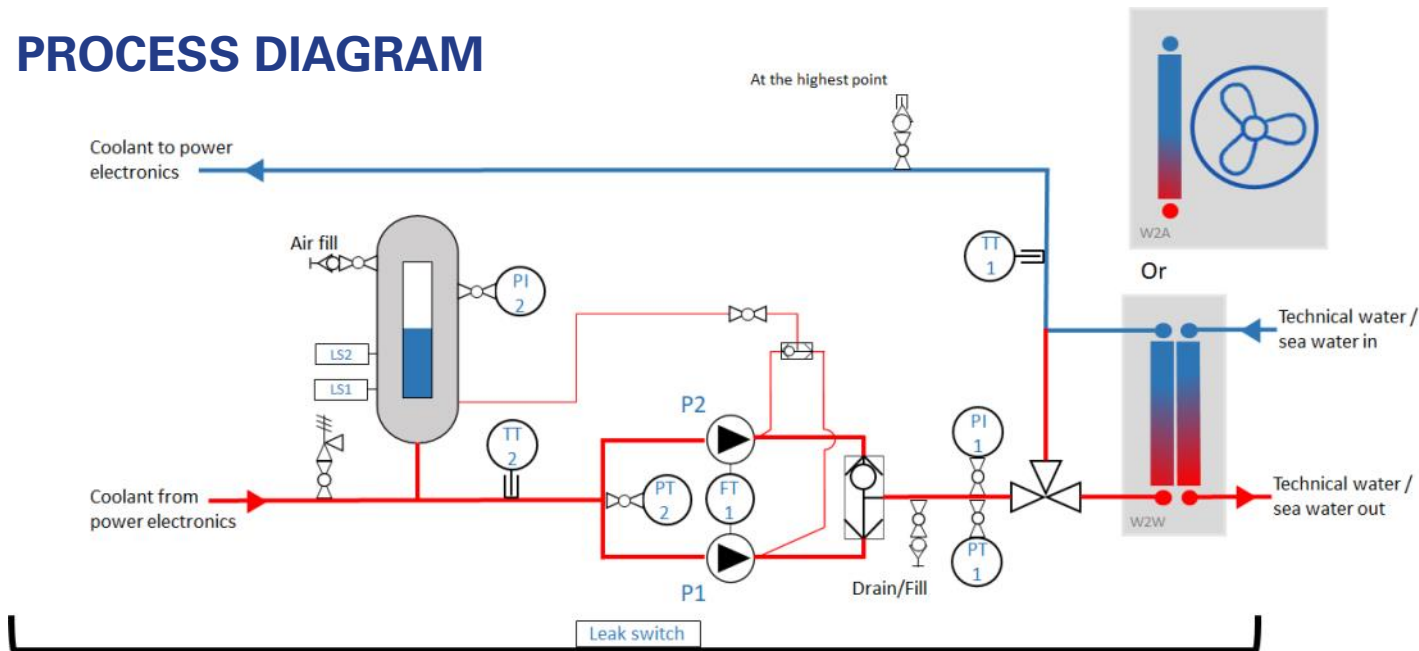 PROCESS DIAGRAM
At the highest point
Coolant to power
electronics
Air fill
PI
2
LS2
LS1
TT
1
W2A
Or
Technical water /
sea water in
P2
TT
2
PT
2
FT
1
PI
1
Coolant from
power electronics
P1
PT
1
Drain/Fill
W2W
Technical water /
sea water out
Leak switch